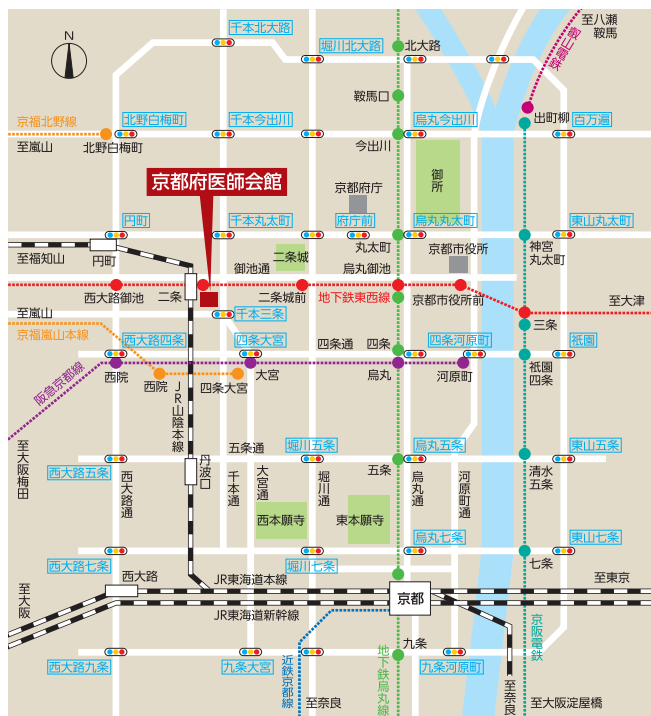 千本北大路
至八瀬
鞍馬
N
堀川北大路
北大路
叡山電鉄
鞍馬口
出町柳
京福北野線
北野白梅町
千本今出川
烏丸今出川
百万遍
至嵐山
北野白梅町
今出川
京都府医師会館
京都府庁
御所
円町
千本丸太町
府庁前
烏丸丸太町
東山丸太町
丸太町
京都市役所
神宮
丸太町
至福知山
円町
二条城
御池通
烏丸御池
西大路御池
二条
二条城前
地下鉄東西線
京都市役所前
至大津
至嵐山
千本三条
三条
京福嵐山本線
西大路四条
四条大宮
四条通
四条
四条河原町
祇園
阪急京都線
西院
西院
四条大宮
大宮
烏丸
河原町
祇園
四条
JR山陰本線
至大阪梅田
五条通
堀川五条
烏丸五条
東山五条
西大路五条
丹波口
五条
清水
五条
西大路通
千本通
大宮通
堀川通
烏丸通
河原町通
西本願寺
東本願寺
烏丸七条
東山七条
西大路七条
堀川七条
七条
西大路
JR東海道本線
至東京
至大阪
京都
JR東海道新幹線
京阪電鉄
九条
西大路九条
九条大宮
近鉄京都線
地下鉄烏丸線
九条河原町
至奈良
至奈良
至大阪淀屋橋